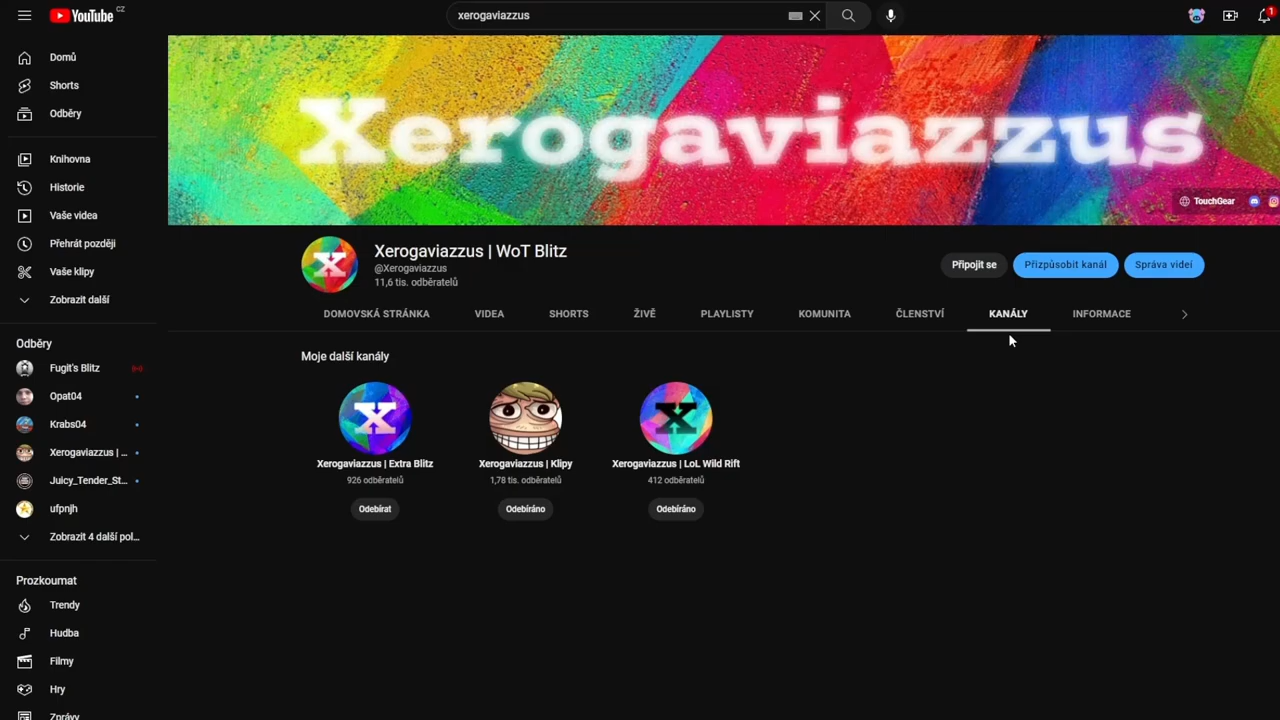 YouTube CZ
xerogaviazzus
1
Domů
Shorts
Odběry
Knihovna
Historie
Vaše videa
Přehrát později
Vaše klipy
Zobrazit další
Odběry
Fugit's Blitz
Opat04
Krabs04
Xerogaviazzus | ...
Juicy_Tender_St...
ufpnjh
Zobrazit 4 další pol...
Prozkoumat
Trendy
Hudba
Filmy
Hry
Zprávy
Xerogaviazzus
TouchGear
X
Xerogaviazzus | WoT Blitz
@Xerogaviazzus
11,6 tis. odběratelů
Připojit se
Přizpůsobit kanál
Správa videí
DOMOVSKÁ STRÁNKA
VIDEA
SHORTS
ŽIVĚ
PLAYLISTY
KOMUNITA
ČLENSTVÍ
KANÁLY
INFORMACE
Moje další kanály
X
Xerogaviazzus | Extra Blitz
926 odběratelů
Odebírat
Xerogaviazzus | Klipy
1,78 tis. odběratelů
Odebíráno
X
Xerogaviazzus | LoL Wild Rift
412 odběratelů
Odebíráno